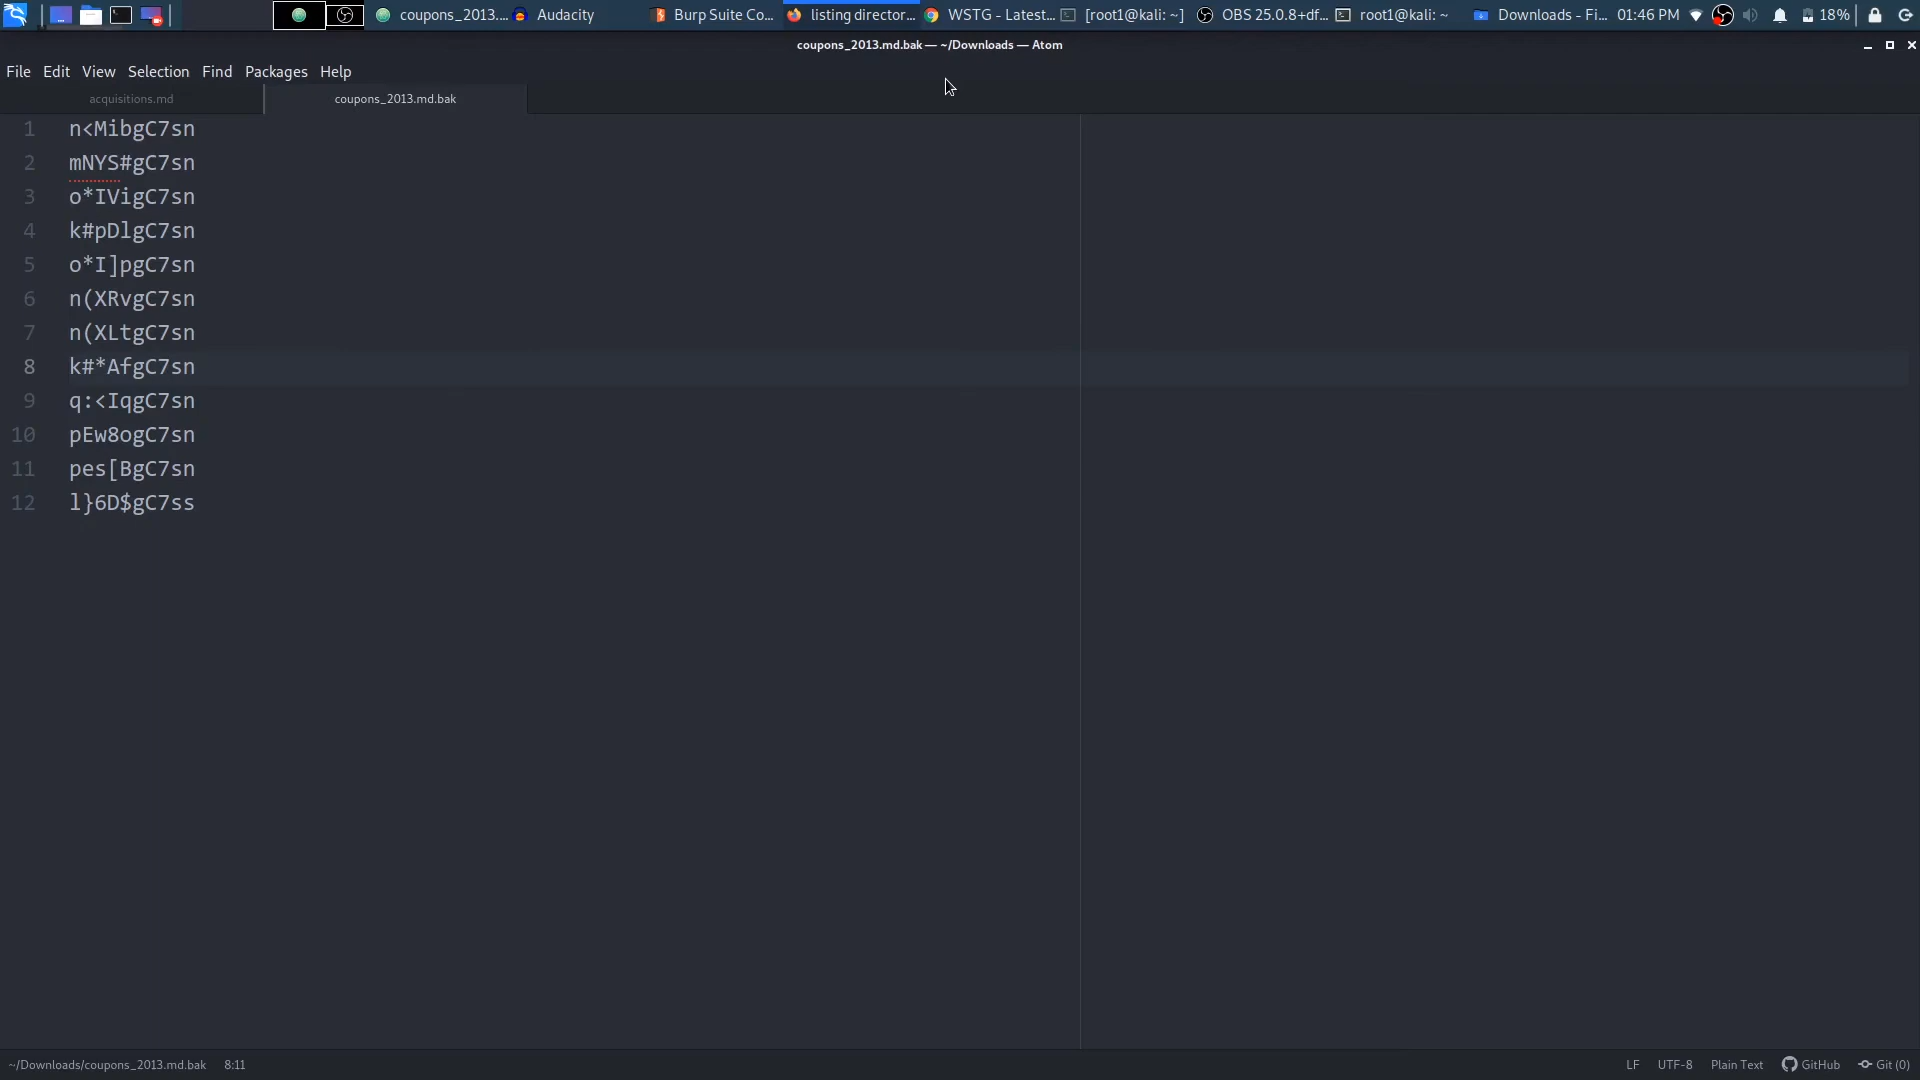 coupons_2013....
Audacity
Burp Suite Co...
listing director...
WSTG - Latest...
[root1@kali: ~]
OBS 25.0.8+df...
root1@kali: ~
Downloads - Fi...
01:46 PM
18%
coupons_2013.md.bak — ~/Downloads — Atom
File Edit View Selection Find Packages Help
acquisitions.md
coupons_2013.md.bak
1 n<MibgC7sn
2 mNYS#gC7sn
3 o*IVigC7sn
4 k#pDlgC7sn
5 o*I]pgC7sn
6 n(XRvgC7sn
7 n(XLtgC7sn
8 k#*AfgC7sn
9 q:<IqgC7sn
10 pEw8ogC7sn
11 pes[BgC7sn
12 l}6D$gC7ss
~/Downloads/coupons_2013.md.bak 8:11
LF UTF-8 Plain Text GitHub Git (0)